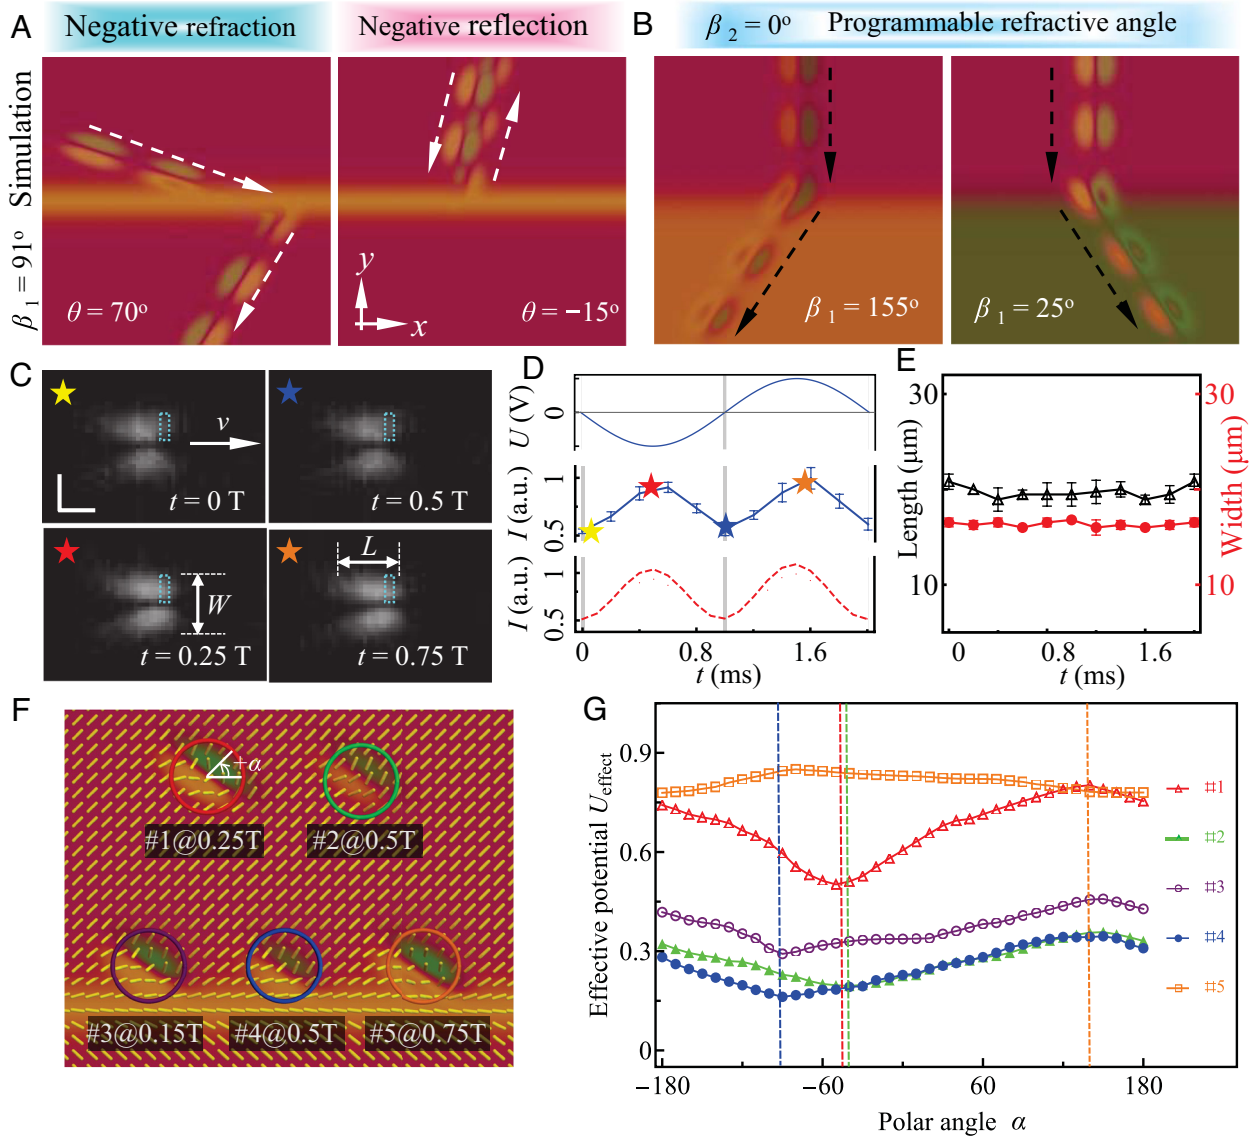 A
Negative refraction
Negative reflection
B
β₂ = 0º Programmable refractive angle
Simulation
β₁ = 91º
θ = 70º
y
x
θ = −15º
β₁ = 155º
β₁ = 25º
C
v
t = 0 T
t = 0.5 T
W
t = 0.25 T
L
t = 0.75 T
D
U (V)
0
I (a.u.)
1
0.5
I (a.u.)
1
0.5
0
0.8
1.6
t (ms)
E
Length (μm)
30
10
30
10
Width (μm)
0
0.8
1.6
t (ms)
F
+α
#1@0.25T
#2@0.5T
#3@0.15T
#4@0.5T
#5@0.75T
G
Effective potential U_effect
0.9
0.6
0.3
0
−180
−60
60
180
Polar angle α
#1
#2
#3
#4
#5